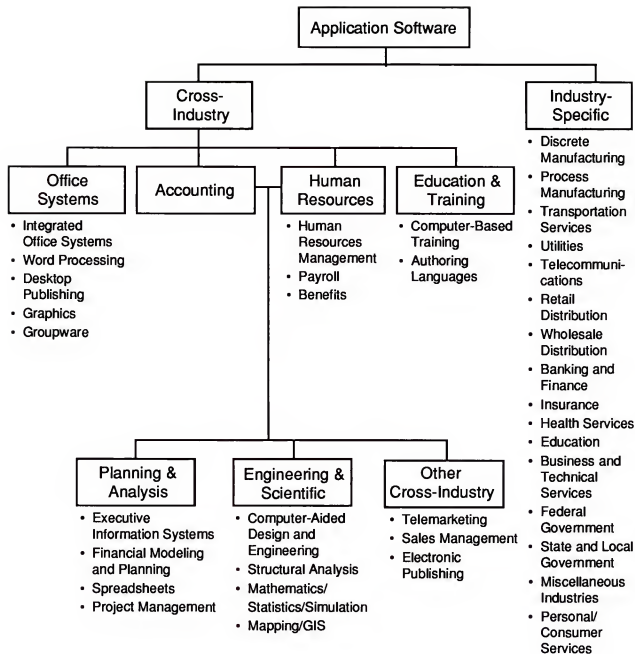 Application Software
Cross-
Industry
Industry-
Specific
• Discrete
Manufacturing
• Process
Manufacturing
• Transportation
Services
• Utilities
• Telecommuni-
cations
• Retail
Distribution
• Wholesale
Distribution
• Banking and
Finance
• Insurance
• Health Services
• Education
• Business and
Technical
Services
• Federal
Government
• State and Local
Government
• Miscellaneous
Industries
• Personal/
Consumer
Services
Office
Systems
• Integrated
Office Systems
• Word Processing
• Desktop
Publishing
• Graphics
• Groupware
Accounting
Human
Resources
• Human
Resources
Management
• Payroll
• Benefits
Education &
Training
• Computer-Based
Training
• Authoring
Languages
Planning &
Analysis
• Executive
Information Systems
• Financial Modeling
and Planning
• Spreadsheets
• Project Management
Engineering &
Scientific
• Computer-Aided
Design and
Engineering
• Structural Analysis
• Mathematics/
Statistics/Simulation
• Mapping/GIS
Other
Cross-Industry
• Telemarketing
• Sales Management
• Electronic
Publishing